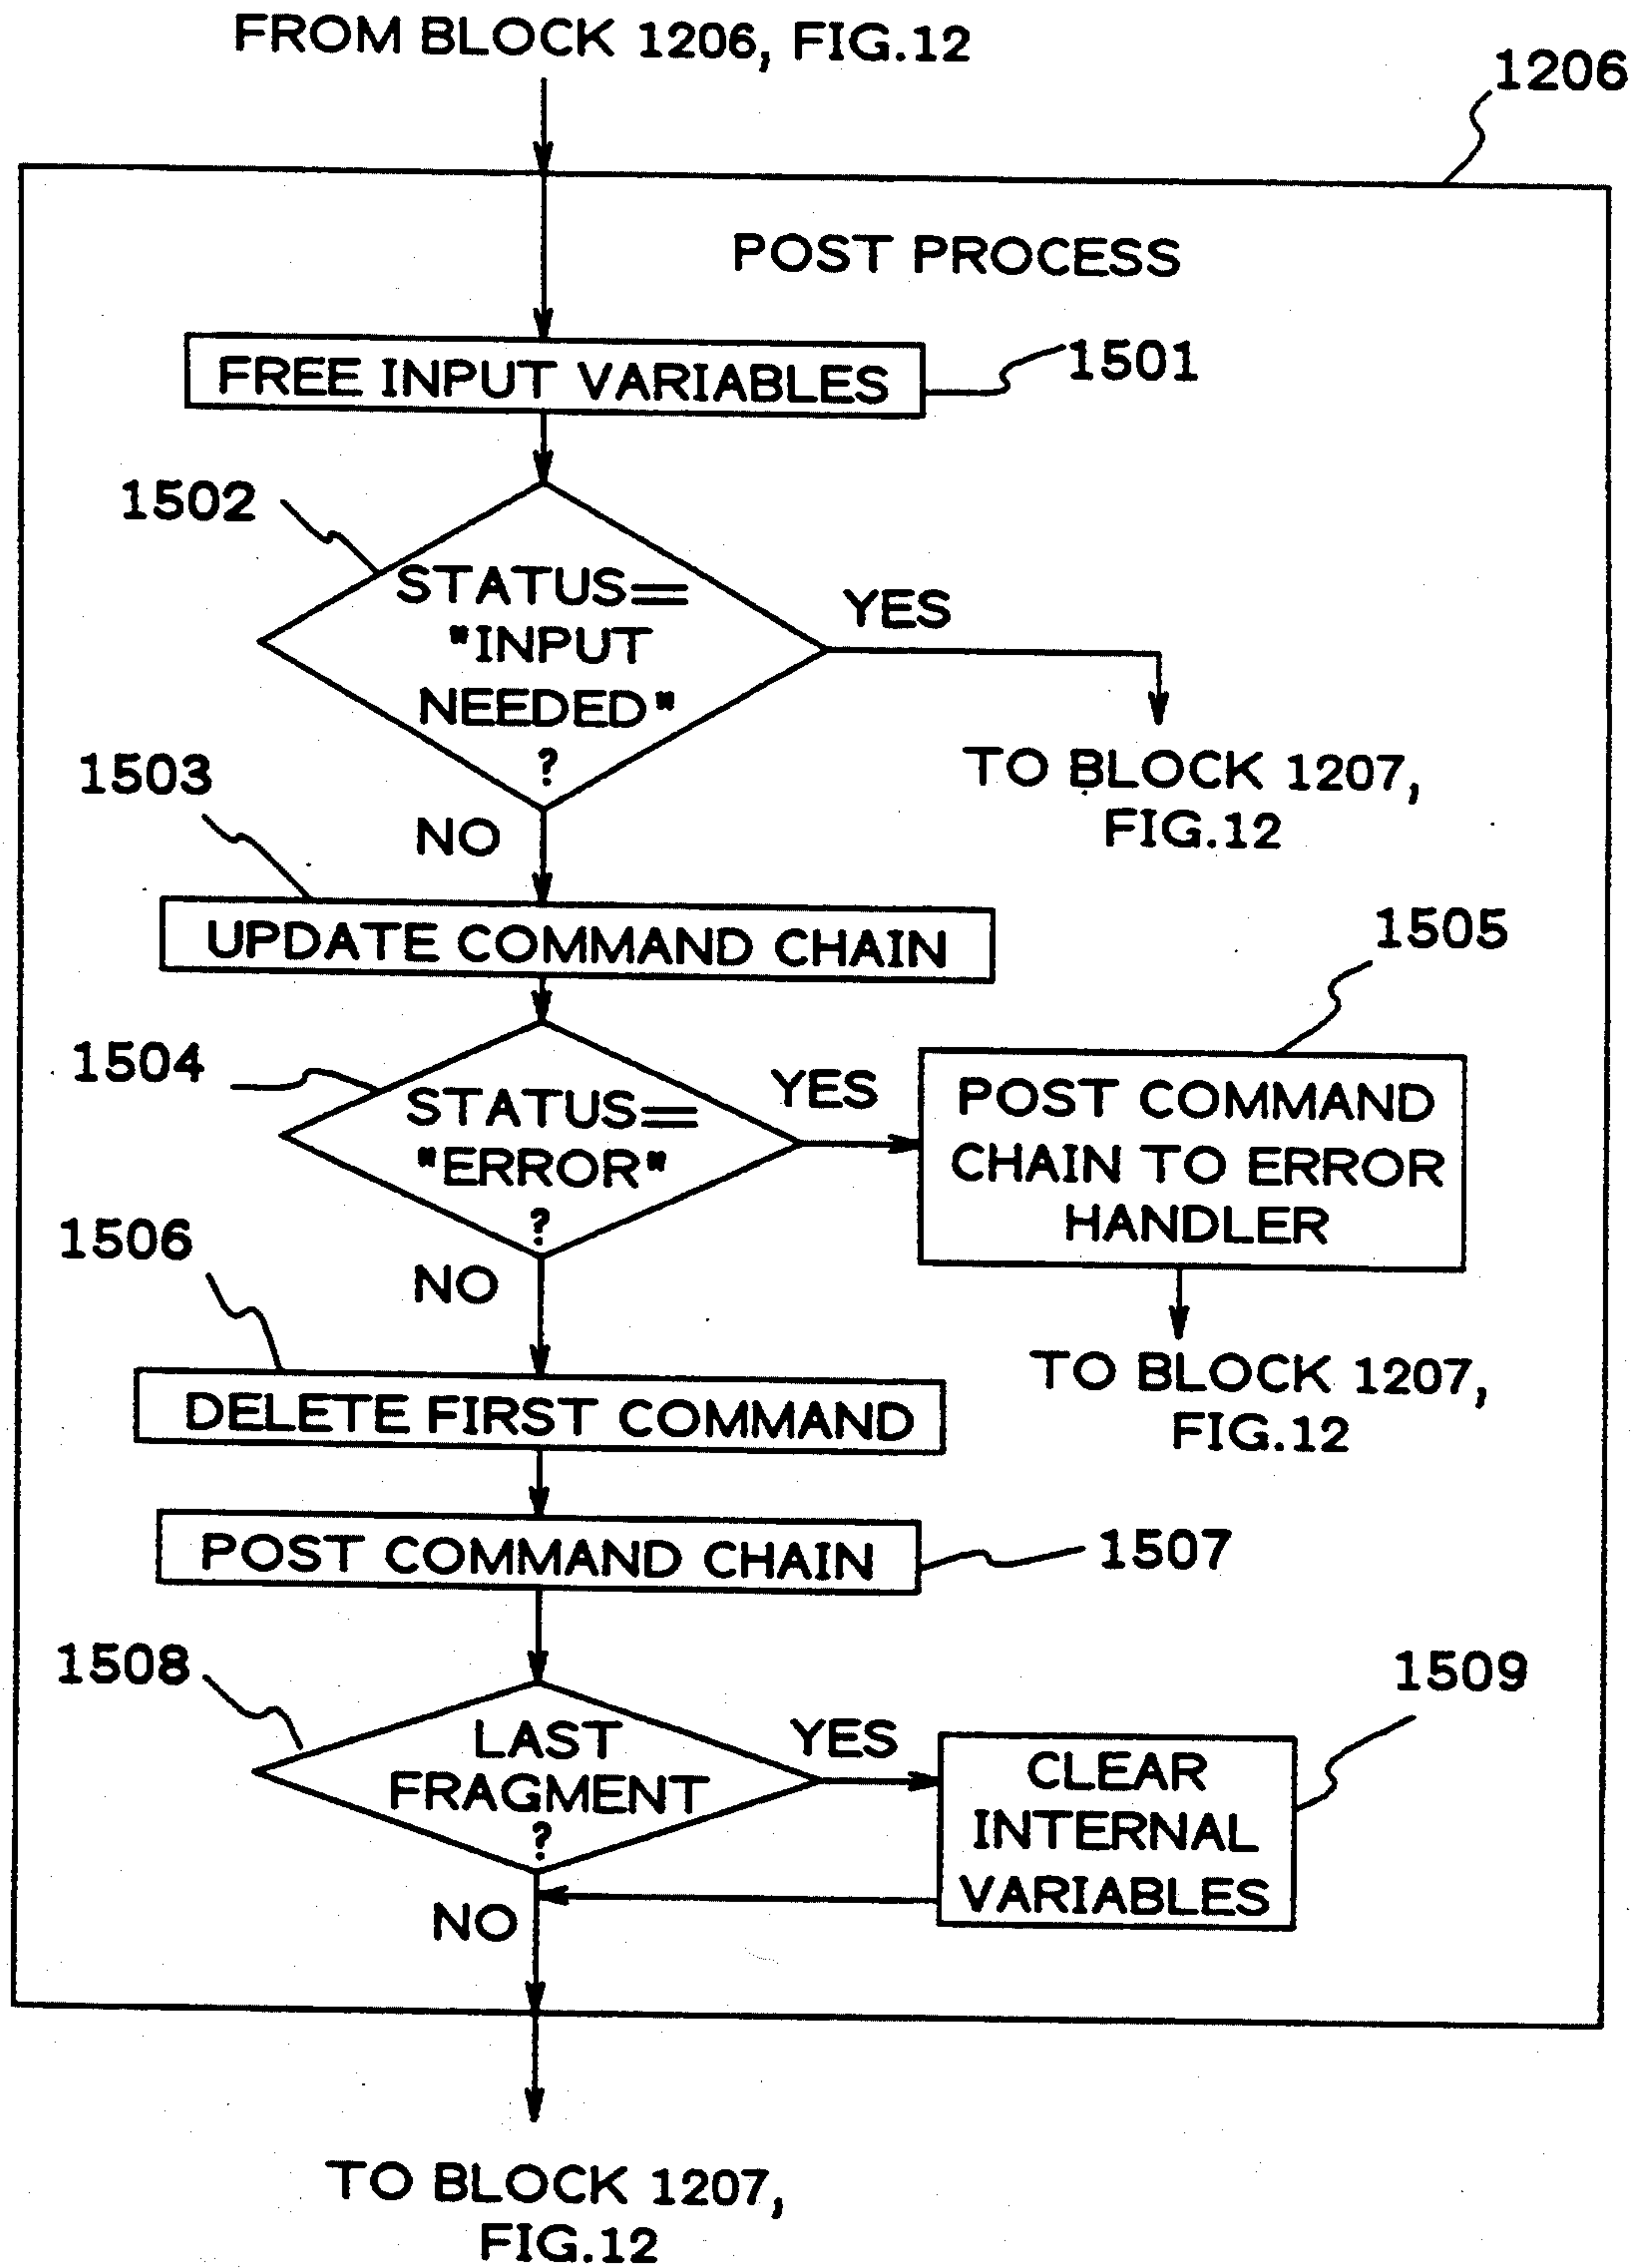 FROM BLOCK 1206, FIG.12
1206
POST PROCESS
FREE INPUT VARIABLES
1501
1502
STATUS=
"INPUT
NEEDED"
?
YES
TO BLOCK 1207,
FIG.12
NO
1503
UPDATE COMMAND CHAIN
1504
STATUS=
"ERROR"
?
YES
1505
POST COMMAND
CHAIN TO ERROR
HANDLER
TO BLOCK 1207,
FIG.12
NO
1506
DELETE FIRST COMMAND
POST COMMAND CHAIN
1507
1508
LAST
FRAGMENT
?
YES
1509
CLEAR
INTERNAL
VARIABLES
NO
TO BLOCK 1207,
FIG.12